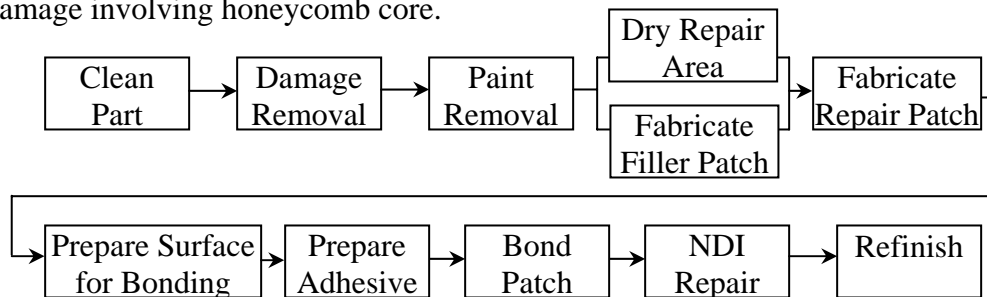 amage involving honeycomb core.
Clean
Part
Damage
Removal
Paint
Removal
Dry Repair
Area
Fabricate
Filler Patch
Fabricate
Repair Patch
Prepare Surface
for Bonding
Prepare
Adhesive
Bond
Patch
NDI
Repair
Refinish